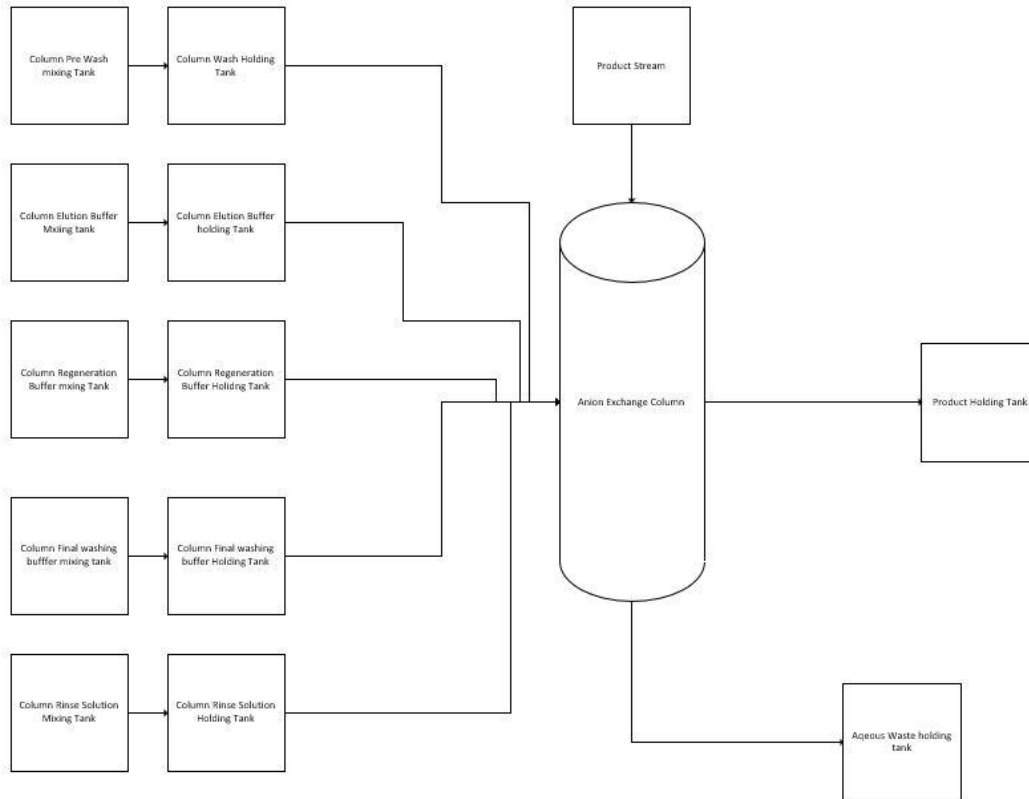 Column Pre Wash
mixing Tank
Column Wash Holding
Tank
Product Stream
Column Elution Buffer
Mxiing tank
Column Elution Buffer
holding Tank
Column Regeneration
Buffer mxing Tank
Column Regeneration
Buffer Holidng Tank
Anion Exchange Column
Product Holding Tank
Column Final washing
bufffer mixing tank
Column Final washing
buffer Holding Tank
Column Rinse Solution
Mixing Tank
Column Rinse Solution
Holding Tank
Aqeous Waste holding
tank